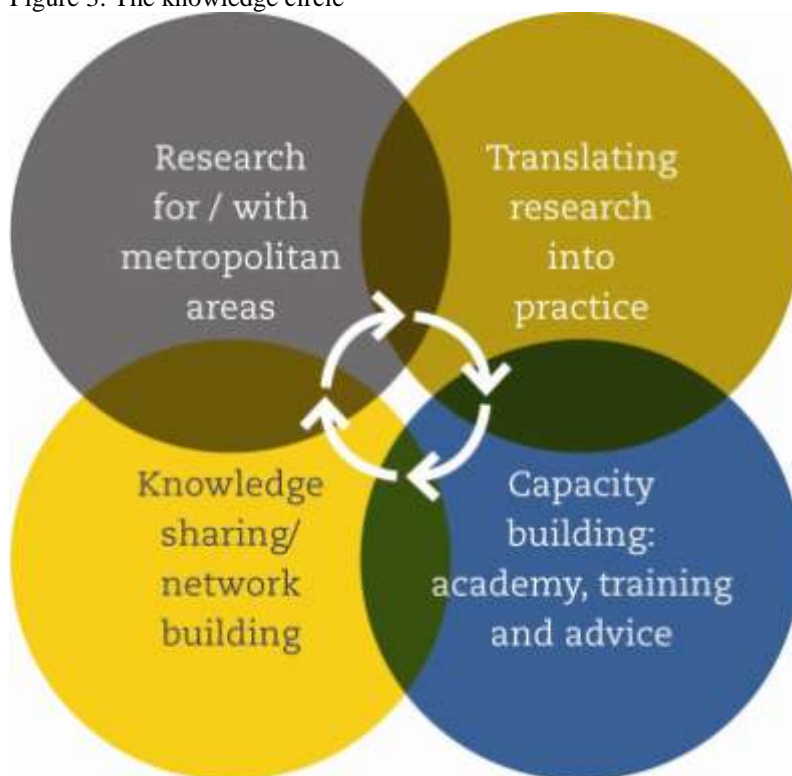 Figure 3: The knowledge circle
Research
for / with
metropolitan
areas
Translating
research
into
practice
Knowledge
sharing/
network
building
Capacity
building:
academy, training
and advice